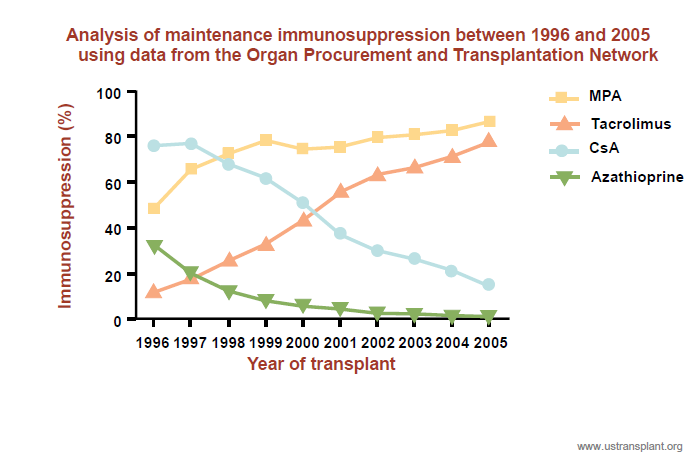 Analysis of maintenance immunosuppression between 1996 and 2005
using data from the Organ Procurement and Transplantation Network
Immunosuppression (%)
100
80
60
40
20
0
1996 1997 1998 1999 2000 2001 2002 2003 2004 2005
Year of transplant
MPA
Tacrolimus
CsA
Azathioprine
www.ustransplant.org